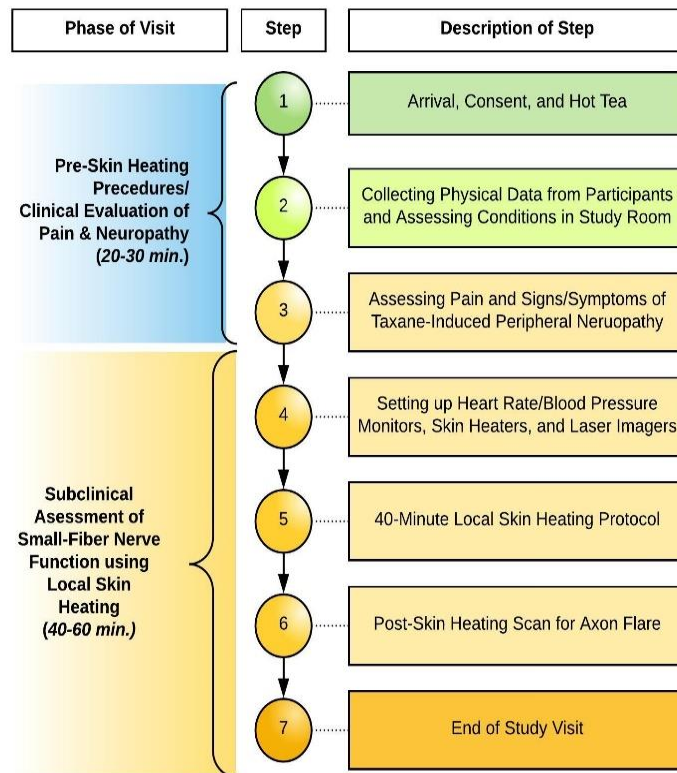 Phase of Visit
Step
Description of Step
Pre-Skin Heating
Precedures/
Clinical Evaluation of
Pain & Neuropathy
(20-30 min.)
1
Arrival, Consent, and Hot Tea
2
Collecting Physical Data from Participants
and Assessing Conditions in Study Room
3
Assessing Pain and Signs/Symptoms of
Taxane-Induced Peripheral Neruopathy
Subclinical
Asessment of
Small-Fiber Nerve
Function using
Local Skin
Heating
(40-60 min.)
4
Setting up Heart Rate/Blood Pressure
Monitors, Skin Heaters, and Laser Imagers
5
40-Minute Local Skin Heating Protocol
6
Post-Skin Heating Scan for Axon Flare
7
End of Study Visit